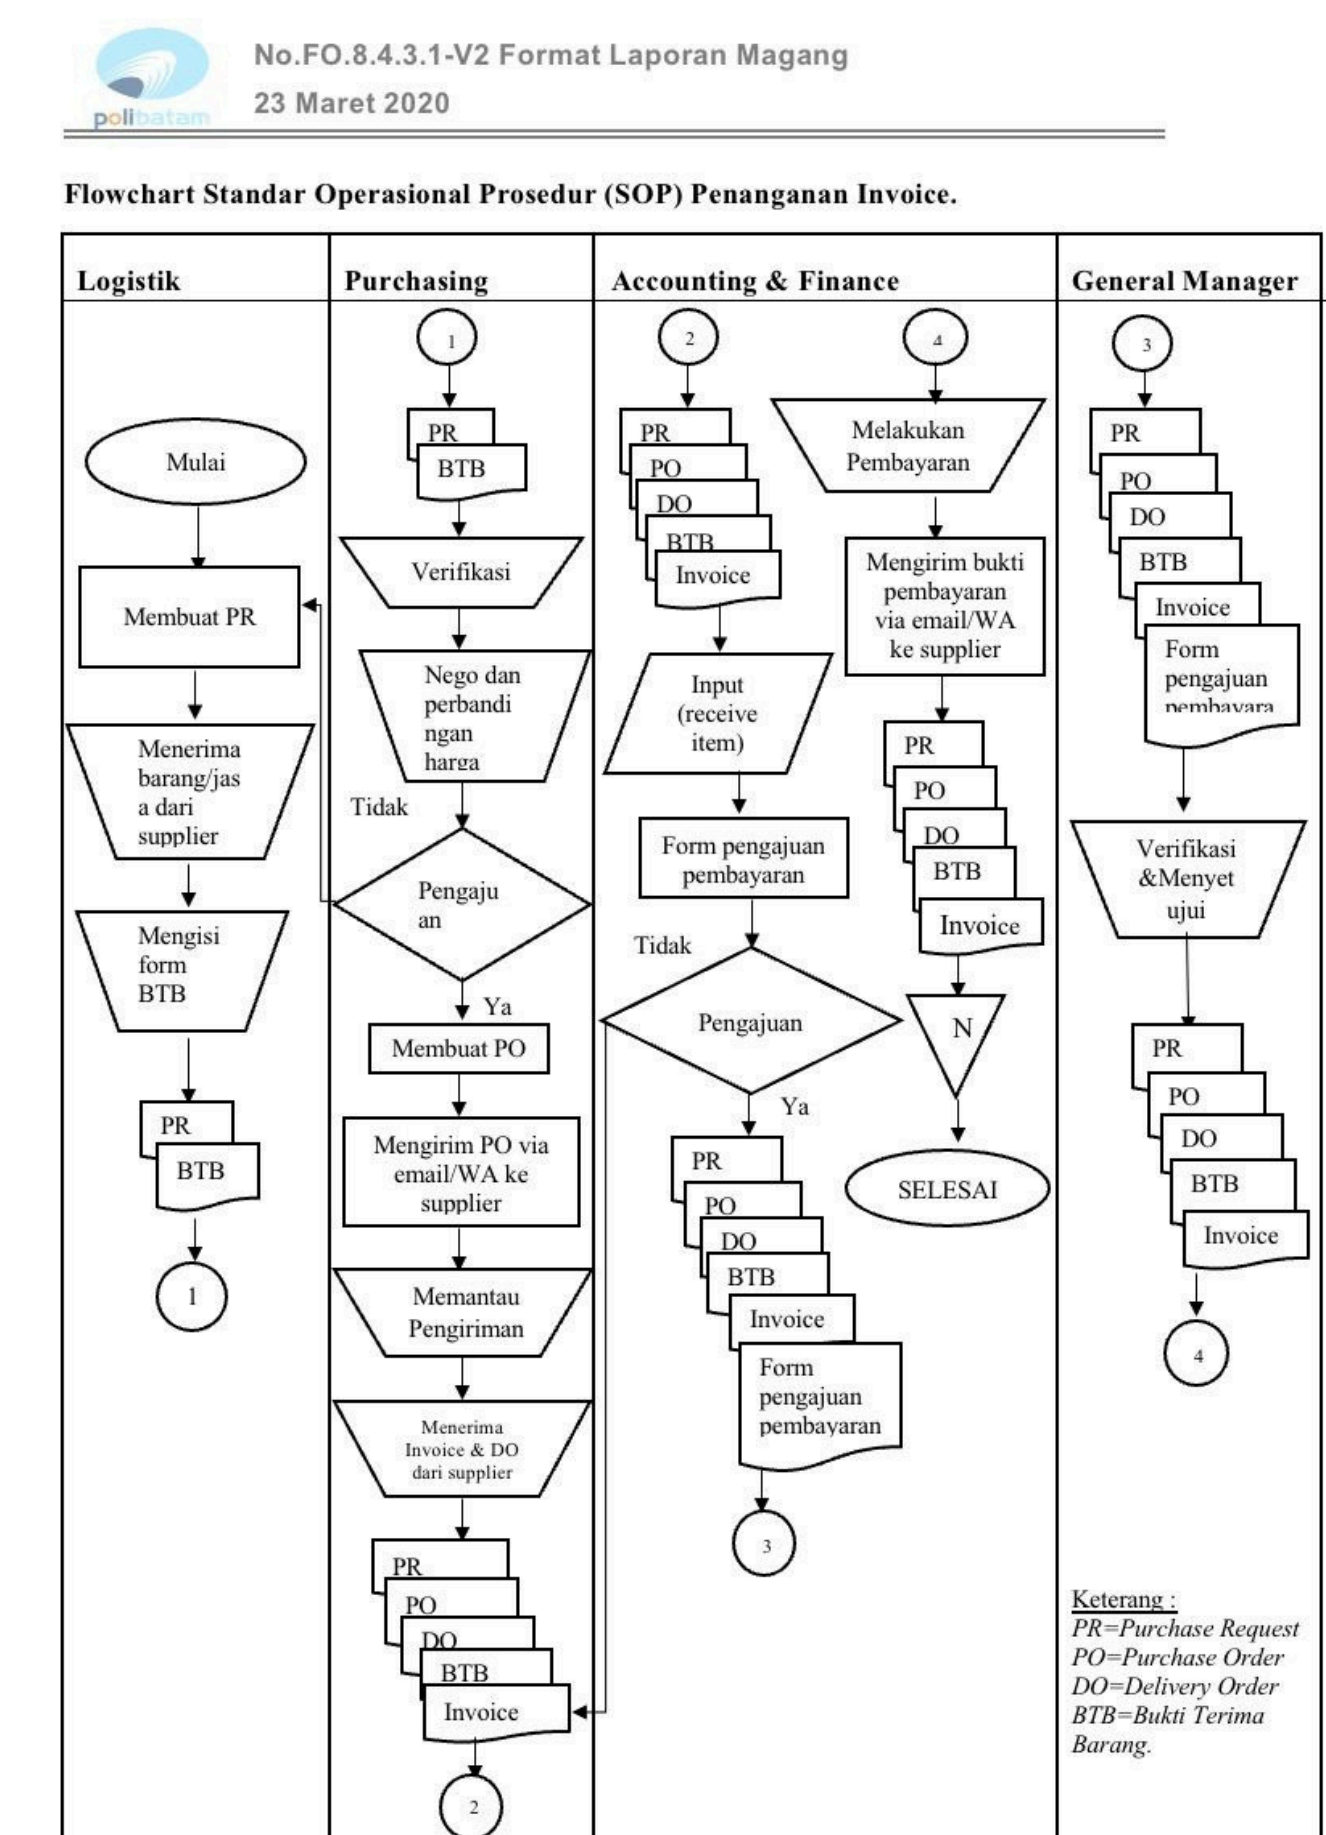 polibatam
No.FO.8.4.3.1-V2 Format Laporan Magang
23 Maret 2020
Flowchart Standar Operasional Prosedur (SOP) Penanganan Invoice.
Logistik
Mulai
Membuat PR
Menerima
barang/jas
a dari
supplier
Mengisi
form
BTB
PR
BTB
1
Purchasing
1
PR
BTB
Verifikasi
Nego dan
perbandi
ngan
harga
Tidak
Pengaju
an
Ya
Membuat PO
Mengirim PO via
email/WA ke
supplier
Memantau
Pengiriman
Menerima
Invoice & DO
dari supplier
PR
PO
DO
BTB
Invoice
2
Accounting & Finance
2
PR
PO
DO
BTB
Invoice
Input
(receive
item)
Form pengajuan
pembayaran
Tidak
Pengajuan
Ya
PR
PO
DO
BTB
Invoice
Form
pengajuan
pembayaran
3
4
Melakukan
Pembayaran
Mengirim bukti
pembayaran
via email/WA
ke supplier
PR
PO
DO
BTB
Invoice
N
SELESAI
General Manager
3
PR
PO
DO
BTB
Invoice
Form
pengajuan
pembayara
Verifikasi
&Menyet
ujui
PR
PO
DO
BTB
Invoice
4
Keterang :
PR=Purchase Request
PO=Purchase Order
DO=Delivery Order
BTB=Bukti Terima
Barang.